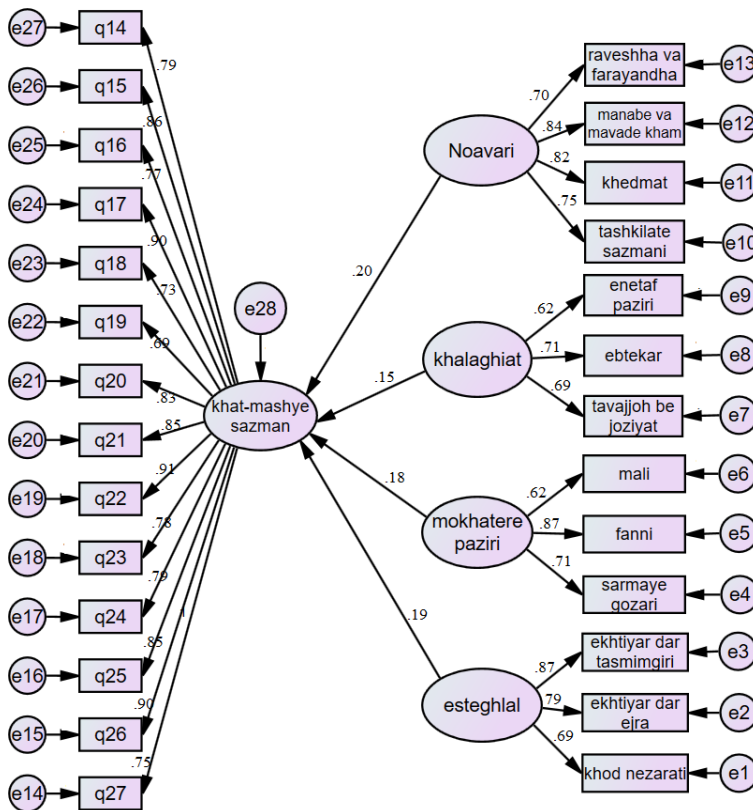 e27 q14
.79
e26 q15
.86
e25 q16
.77
e24 q17
.90
e23 q18
.73
e22 q19
.69
e21 q20
.83
e20 q21
.85
e19 q22
.91
e18 q23
.78
e17 q24
.79
e16 q25
.85
e15 q26
.90
e14 q27
.75
e28
khat-mashye
sazman
.20
.15
.18
.19
Noavari
.70
raveshha va
farayandha
e13
.84
manabe va
mavade kham
e12
.82
khedmat
e11
.75
tashkilate
sazmani
e10
khalaghiat
.62
enetaf
paziri
e9
.71
ebtekar
e8
.69
tavajjoh be
joziyat
e7
mokhatere
paziri
.62
mali
e6
.87
fanni
e5
.71
sarmaye
gozari
e4
esteghlal
.87
ekhtiyar dar
tasmimgiri
e3
79
ekhtiyar dar
ejra
e2
.69
khod nezarati
e1